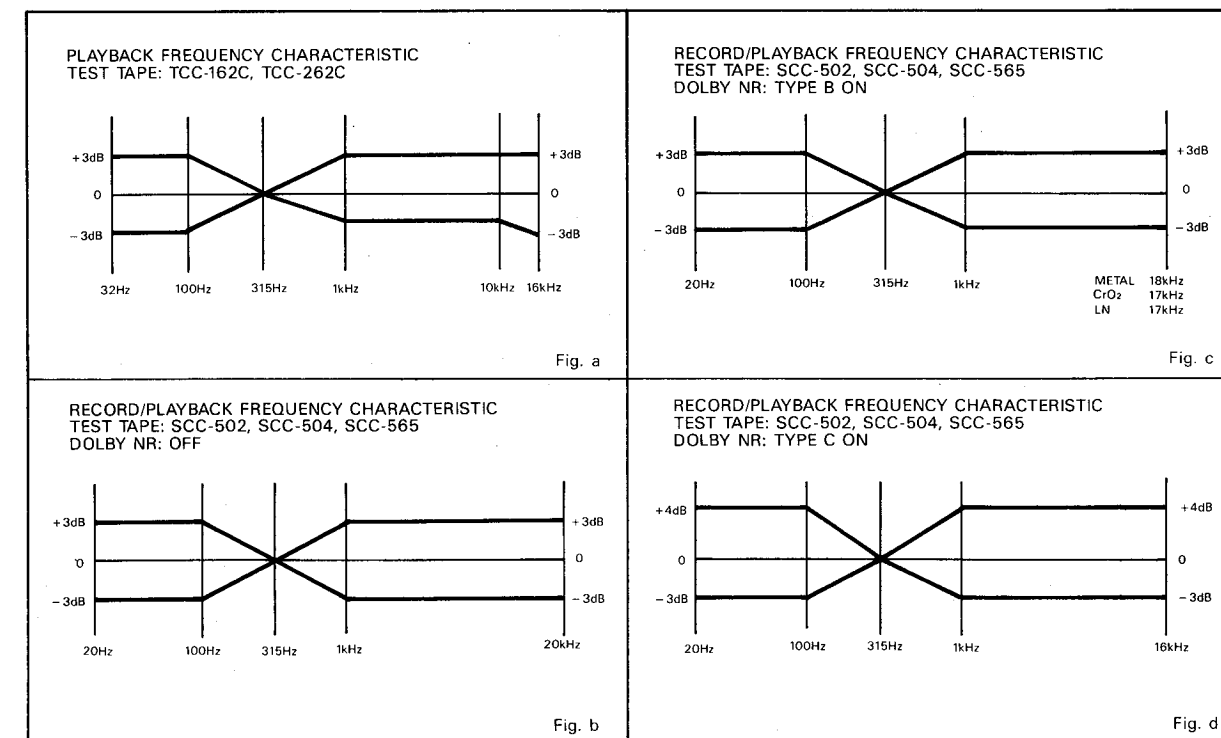 PLAYBACK FREQUENCY CHARACTERISTIC
TEST TAPE: TCC-162C, TCC-262C
+3dB
0
−3dB
+3dB
0
−3dB
32Hz 100Hz 315Hz 1kHz 10kHz 16kHz
Fig. a
RECORD/PLAYBACK FREQUENCY CHARACTERISTIC
TEST TAPE: SCC-502, SCC-504, SCC-565
DOLBY NR: TYPE B ON
+3dB
0
−3dB
+3dB
0
−3dB
20Hz 100Hz 315Hz 1kHz
METAL 18kHz
CrO₂ 17kHz
LN 17kHz
Fig. c
RECORD/PLAYBACK FREQUENCY CHARACTERISTIC
TEST TAPE: SCC-502, SCC-504, SCC-565
DOLBY NR: OFF
+3dB
0
−3dB
+3dB
0
−3dB
20Hz 100Hz 315Hz 1kHz 20kHz
Fig. b
RECORD/PLAYBACK FREQUENCY CHARACTERISTIC
TEST TAPE: SCC-502, SCC-504, SCC-565
DOLBY NR: TYPE C ON
+4dB
0
−3dB
+4dB
0
−3dB
20Hz 100Hz 315Hz 1kHz 16kHz
Fig. d